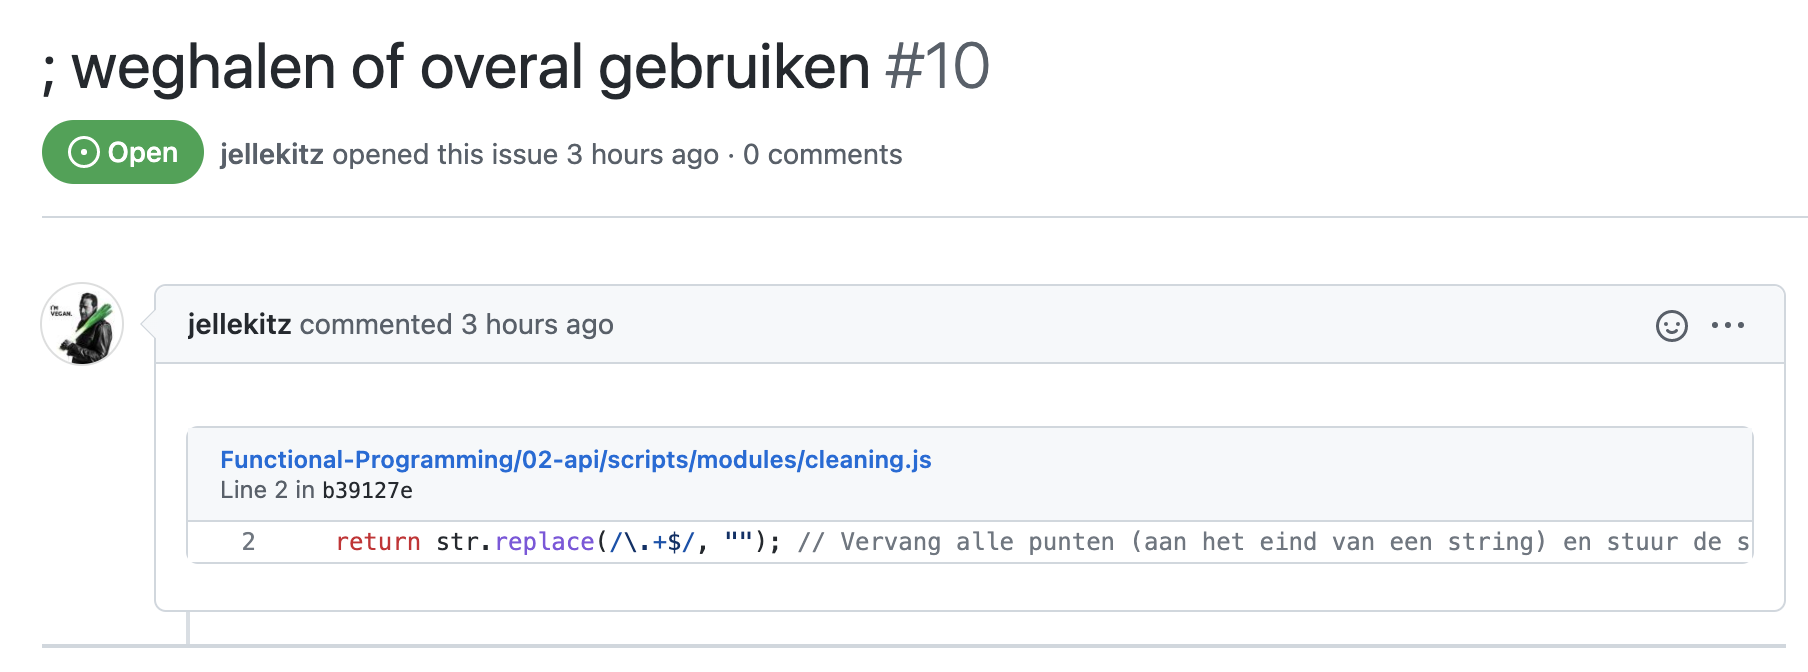 ; weghalen of overal gebruiken #10
Open jellekitz opened this issue 3 hours ago · 0 comments
I'M
VEGAN.
jellekitz commented 3 hours ago
Functional-Programming/02-api/scripts/modules/cleaning.js
Line 2 in b39127e
2 return str.replace(/\.+$/, ""); // Vervang alle punten (aan het eind van een string) en stuur de s